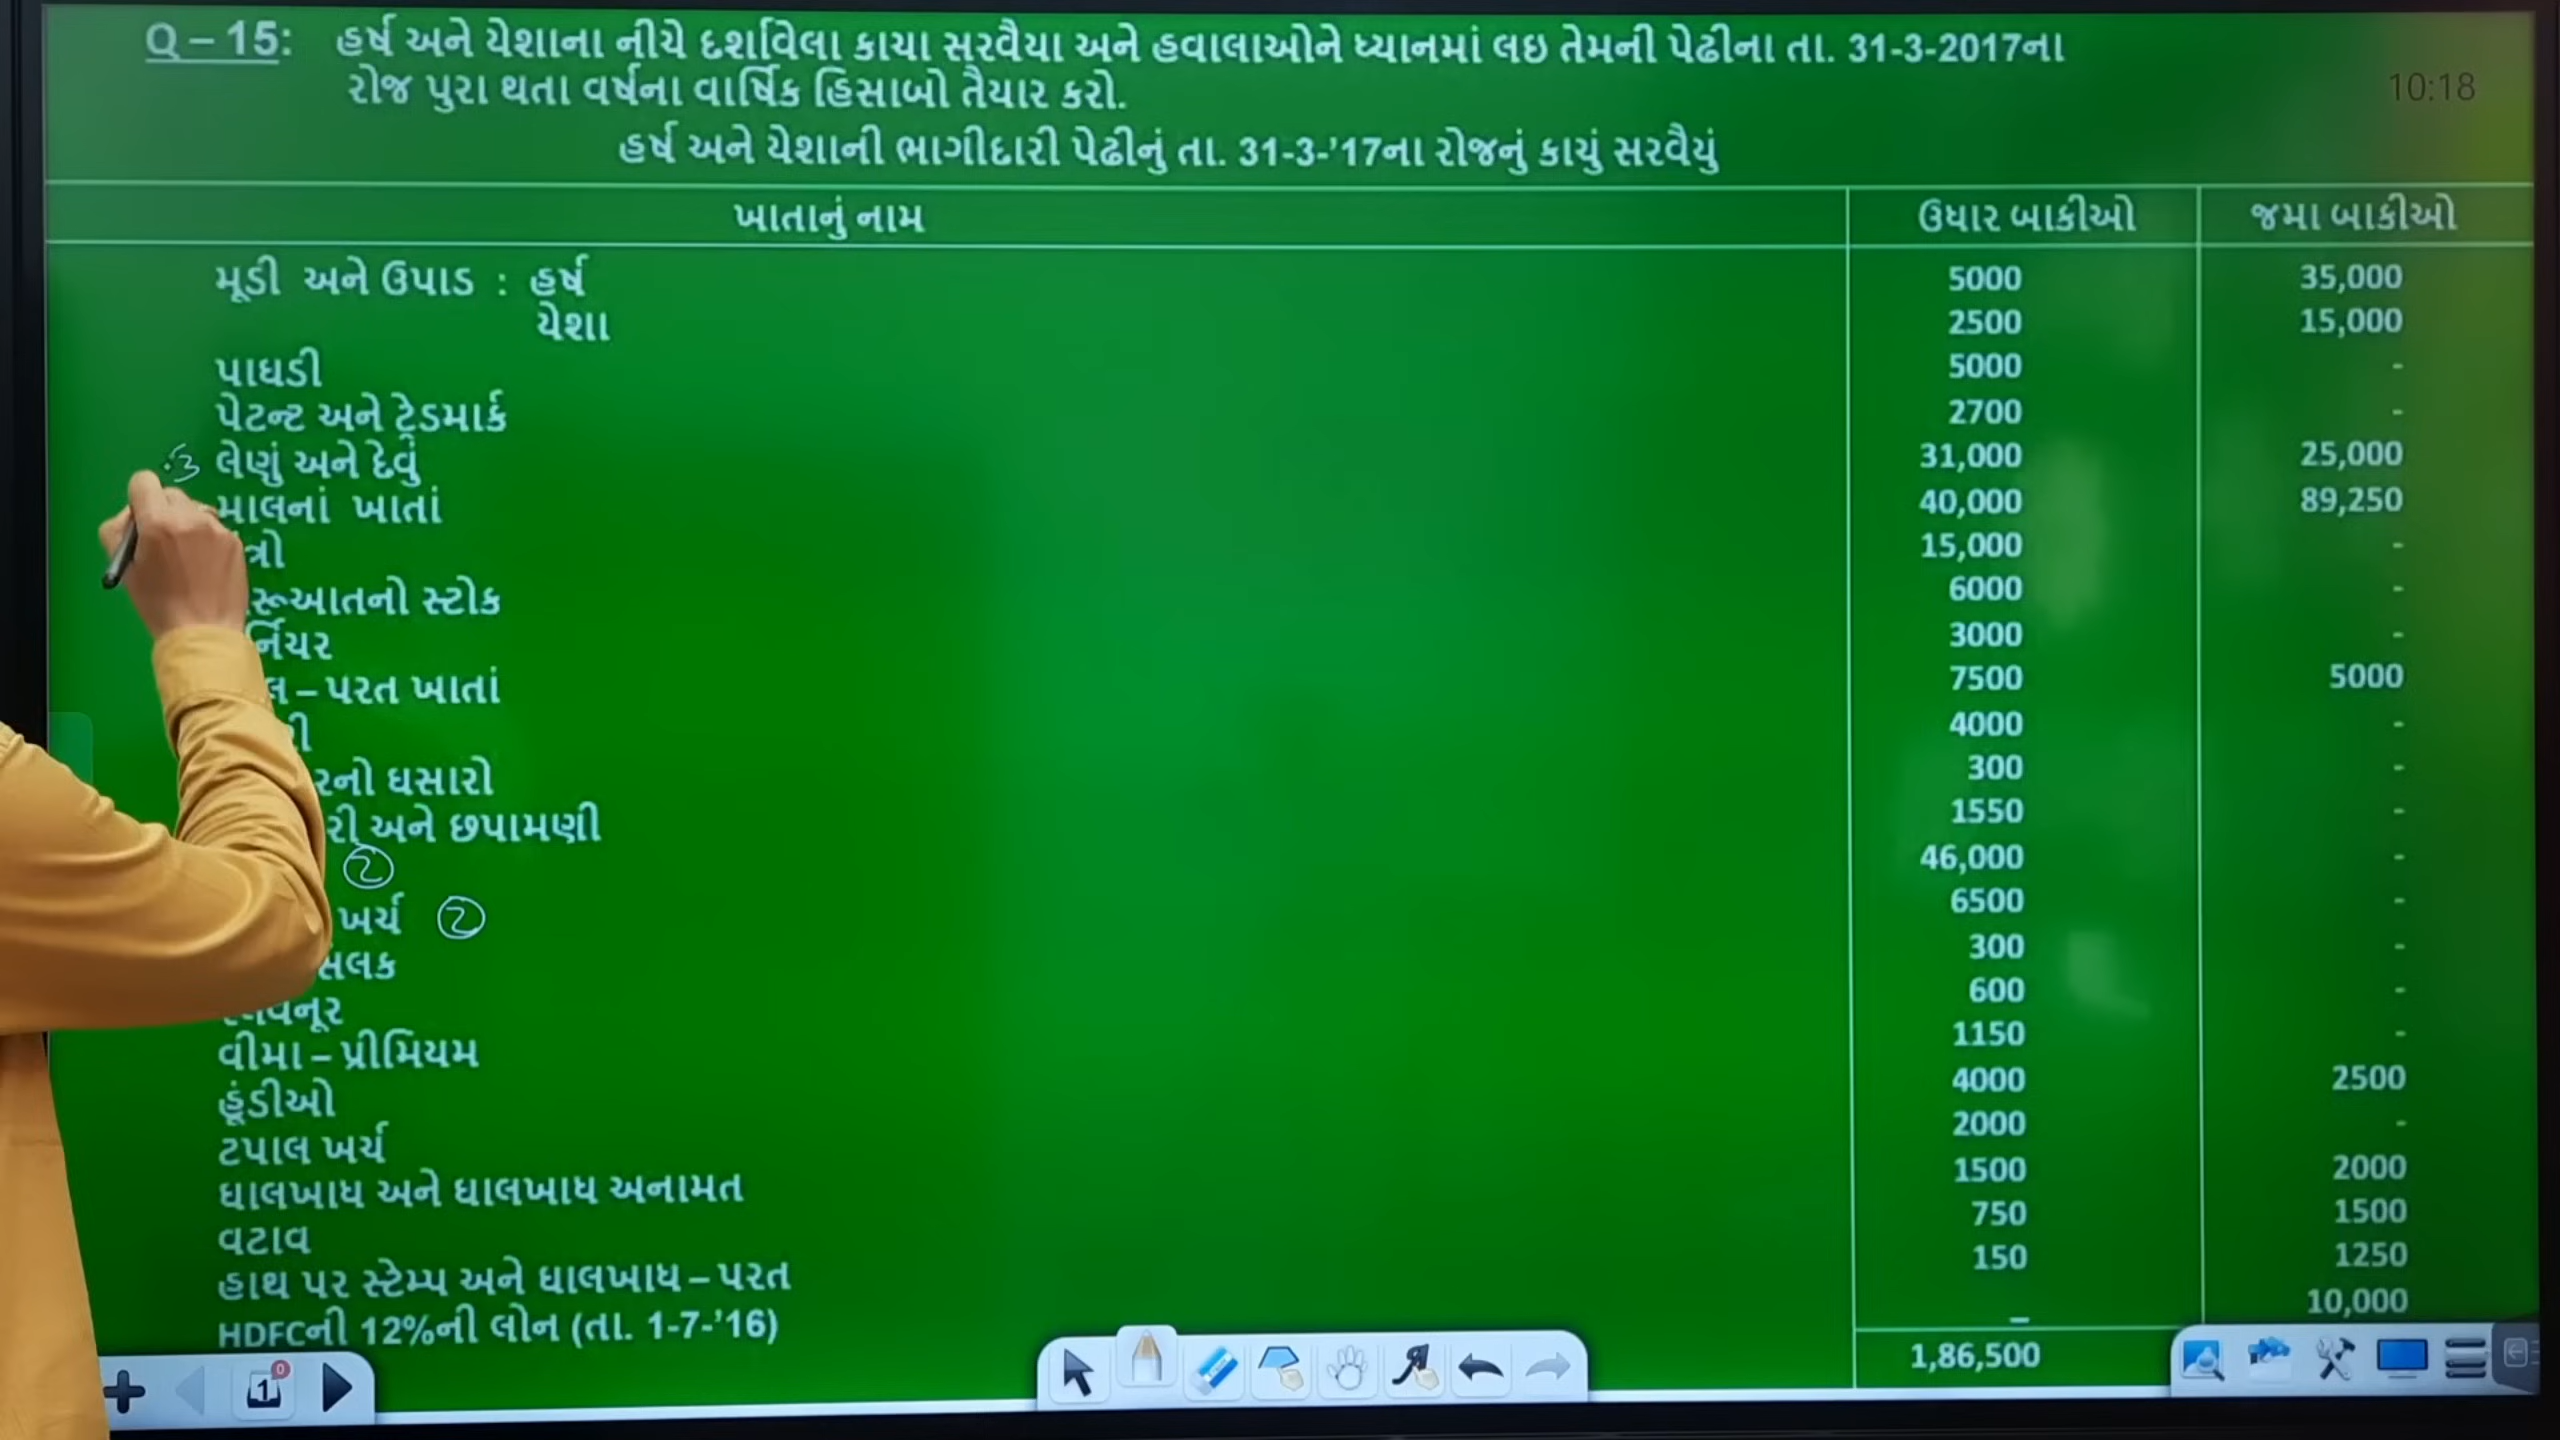 Q – 15: હર્ષ અને યેશાના નીચે દર્શાવેલા કાચા સરવૈયા અને હવાલાઓને ધ્યાનમાં લઇ તેમની પેઢીના તા. 31-3-2017ના
રોજ પુરા થતા વર્ષના વાર્ષિક હિસાબો તૈયાર કરો.
10:18
હર્ષ અને યેશાની ભાગીદારી પેઢીનું તા. 31-3-’17ના રોજનું કાચું સરવૈયું
ખાતાનું નામ ઉધાર બાકીઓ જમા બાકીઓ
મૂડી અને ઉપાડ : હર્ષ 5000 35,000
યેશા 2500 15,000
પાઘડી 5000 -
પેટન્ટ અને ટ્રેડમાર્ક 2700 -
લેણું અને દેવું 31,000 25,000
માલનાં ખાતાં 40,000 89,250
ત્રો 15,000 -
રૂઆતનો સ્ટોક 6000 -
ર્નિચર 3000 -
લ – પરત ખાતાં 7500 5000
રી 4000 -
રનો ઘસારો 300 -
રી અને છપામણી 1550 -
② 46,000 -
ખર્ચ ② 6500 -
સલક 300 -
વેનૂર 600 -
વીમા – પ્રીમિયમ 1150 -
હૂંડીઓ 4000 2500
ટપાલ ખર્ચ 2000 -
ઘાલખાધ અને ઘાલખાધ અનામત 1500 2000
વટાવ 750 1500
હાથ પર સ્ટેમ્પ અને ઘાલખાધ – પરત 150 1250
HDFCની 12%ની લોન (તા. 1-7-’16) – 10,000
1,86,500
1
0